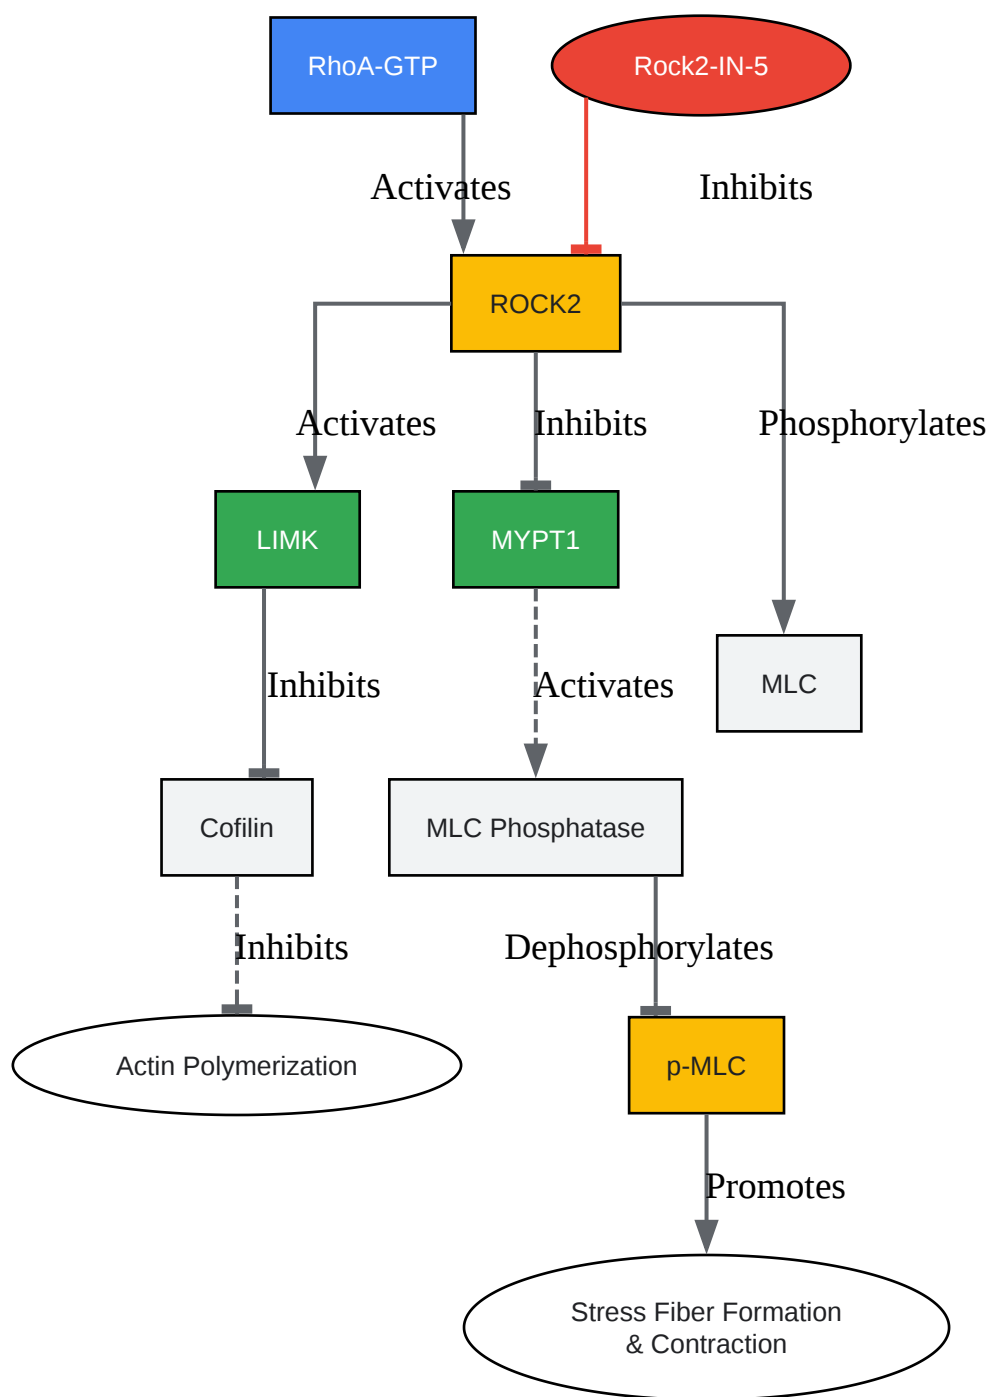 RhoA-GTP
Rock2-IN-5
Activates
Inhibits
ROCK2
Activates
Inhibits
Phosphorylates
LIMK
MYPT1
Inhibits
Activates
MLC
Cofilin
MLC Phosphatase
Inhibits
Dephosphorylates
Actin Polymerization
p-MLC
Promotes
Stress Fiber Formation
& Contraction